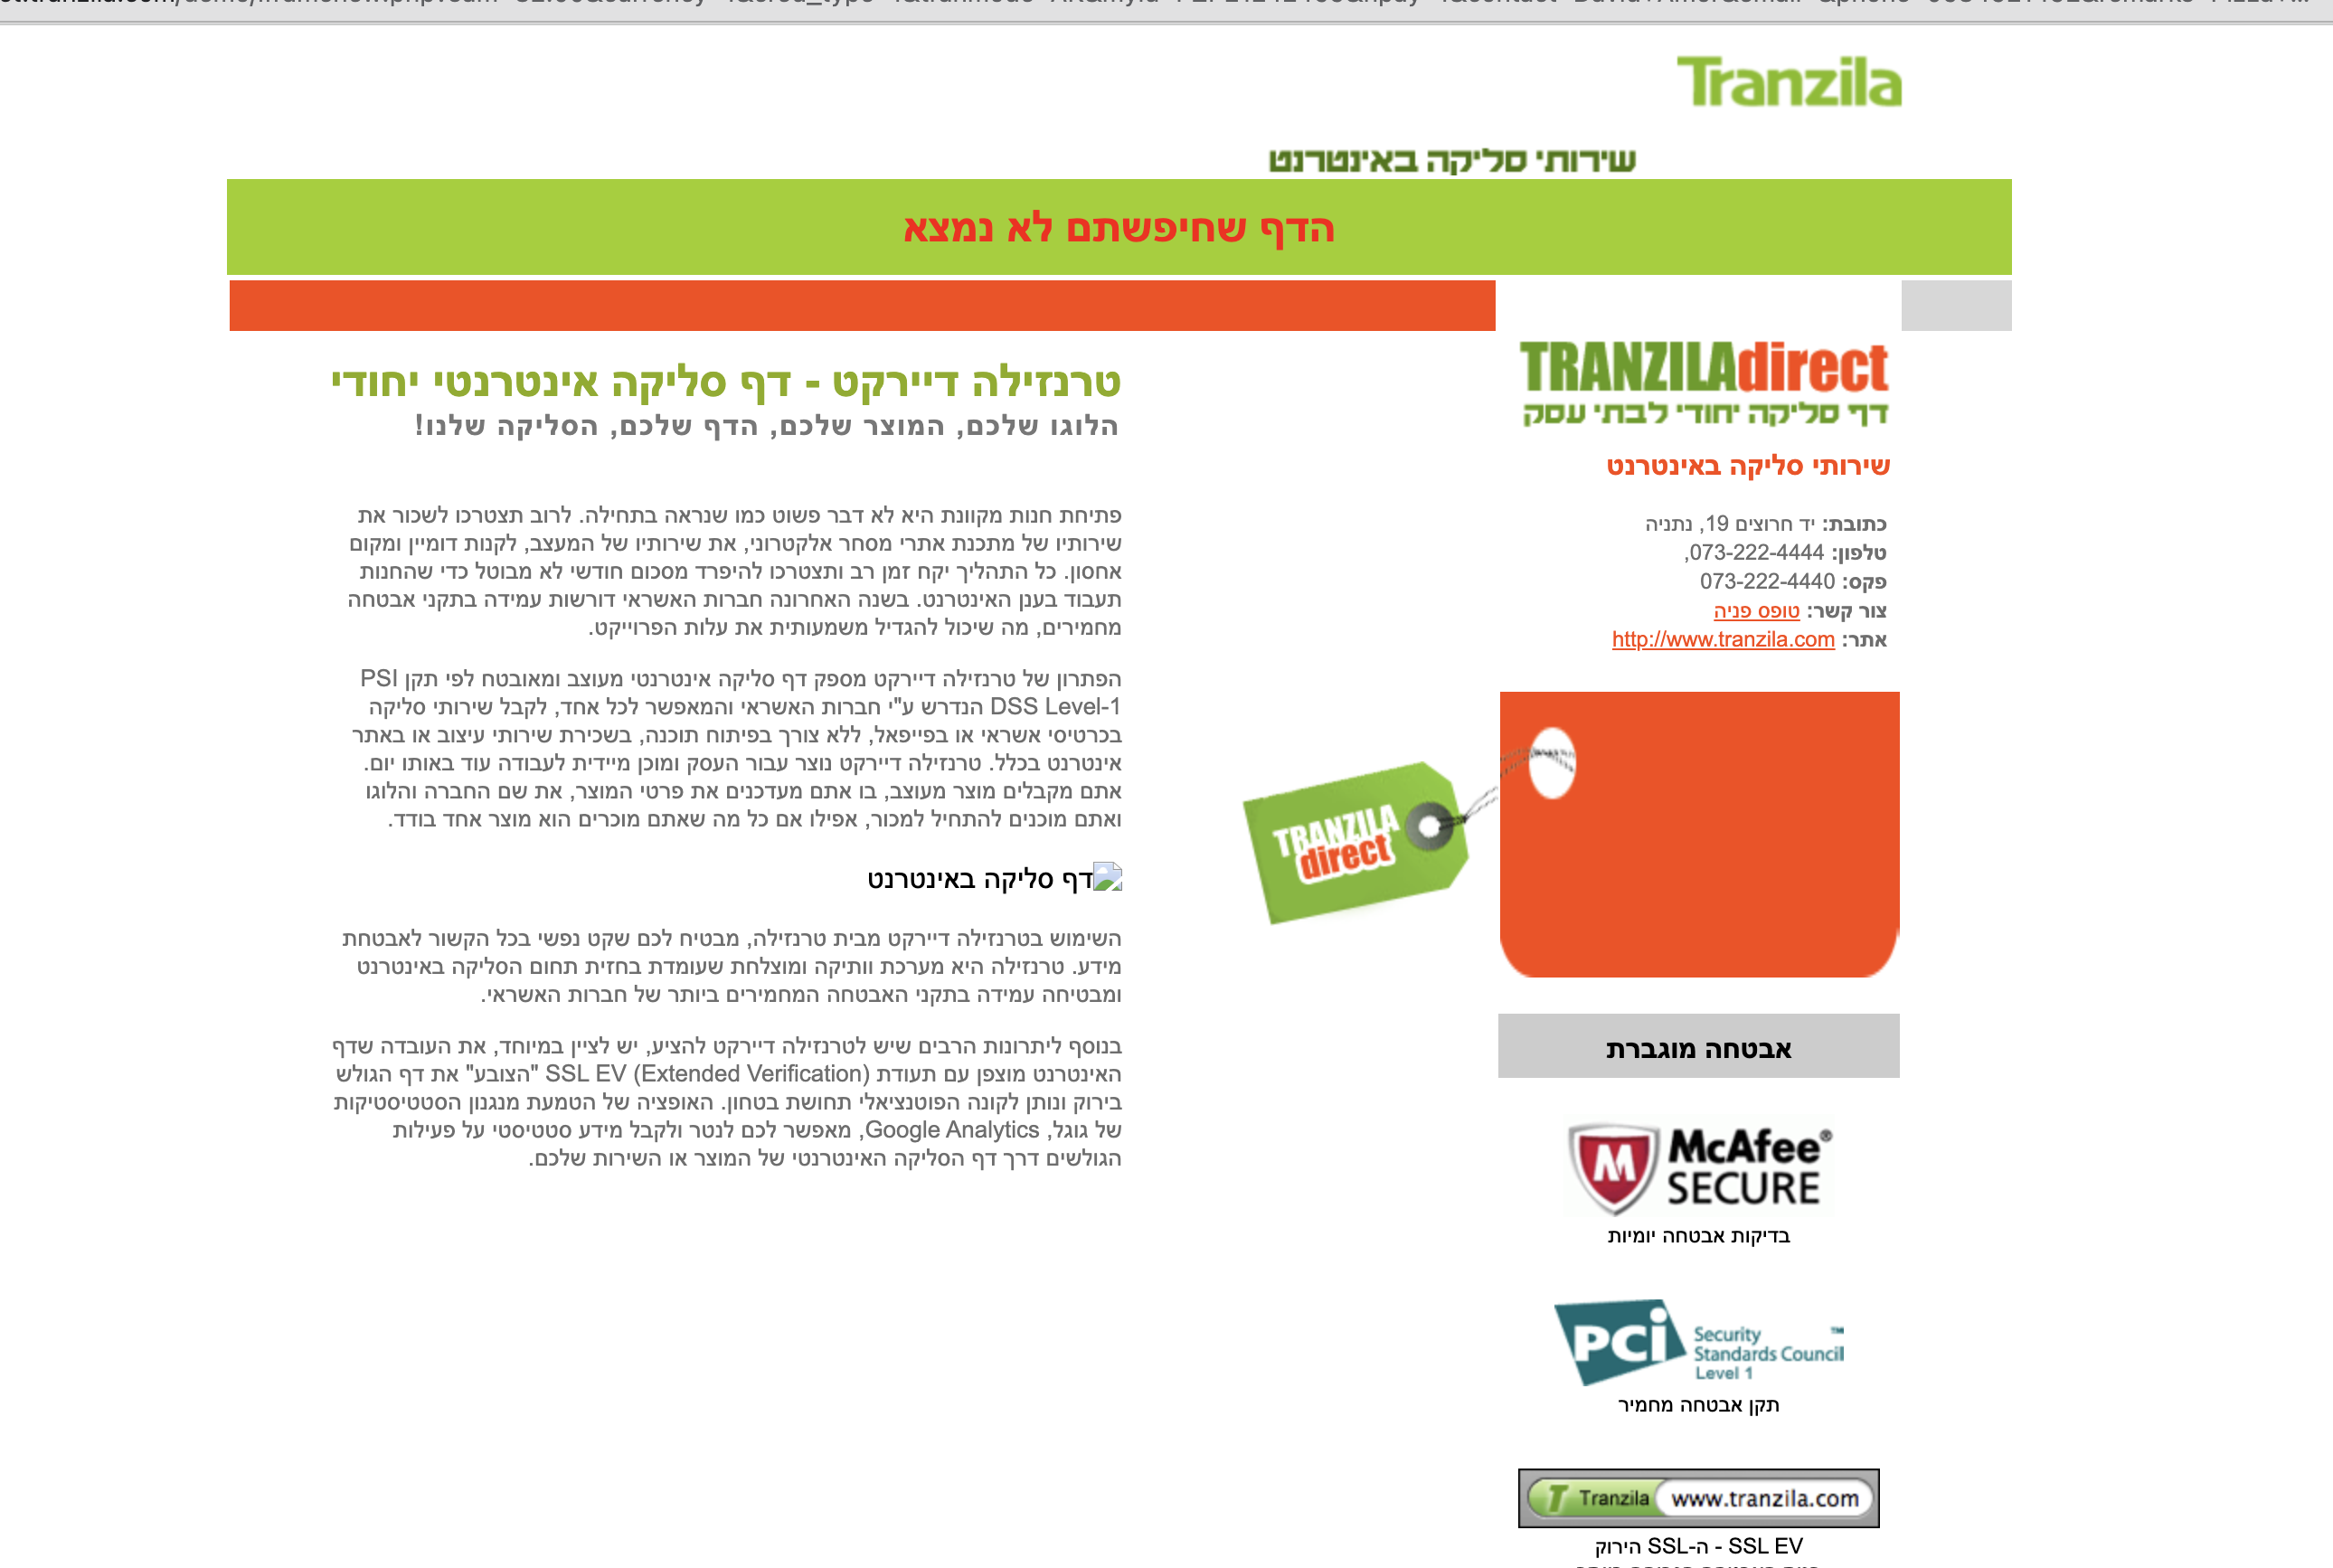 Tranzila
שירותי סליקה באינטרנט
הדף שחיפשתם לא נמצא
TRANZILAdirect
דף סליקה יחודי לבתי עסק
שירותי סליקה באינטרנט
כתובת: יד חרוצים 19, נתניה
טלפון: 073-222-4444,
פקס: 073-222-4440
צור קשר: טופס פניה
אתר: http://www.tranzila.com
TRANZILA
direct
אבטחה מוגברת
McAfee®
SECURE
בדיקות אבטחה יומיות
PCi Security ™
Standards Council
Level 1
תקן אבטחה מחמיר
T Tranzila www.tranzila.com
SSL EV - ה-SSL הירוק
טרנזילה דיירקט - דף סליקה אינטרנטי יחודי
הלוגו שלכם, המוצר שלכם, הדף שלכם, הסליקה שלנו!
פתיחת חנות מקוונת היא לא דבר פשוט כמו שנראה בתחילה. לרוב תצטרכו לשכור את
שירותיו של מתכנת אתרי מסחר אלקטרוני, את שירותיו של המעצב, לקנות דומיין ומקום
אחסון. כל התהליך יקח זמן רב ותצטרכו להיפרד מסכום חודשי לא מבוטל כדי שהחנות
תעבוד בענן האינטרנט. בשנה האחרונה חברות האשראי דורשות עמידה בתקני אבטחה
מחמירים, מה שיכול להגדיל משמעותית את עלות הפרוייקט.
הפתרון של טרנזילה דיירקט מספק דף סליקה אינטרנטי מעוצב ומאובטח לפי תקן PSI
DSS Level-1 הנדרש ע"י חברות האשראי והמאפשר לכל אחד, לקבל שירותי סליקה
בכרטיסי אשראי או בפייפאל, ללא צורך בפיתוח תוכנה, בשכירת שירותי עיצוב או באתר
אינטרנט בכלל. טרנזילה דיירקט נוצר עבור העסק ומוכן מיידית לעבודה עוד באותו יום.
אתם מקבלים מוצר מעוצב, בו אתם מעדכנים את פרטי המוצר, את שם החברה והלוגו
ואתם מוכנים להתחיל למכור, אפילו אם כל מה שאתם מוכרים הוא מוצר אחד בודד.
דף סליקה באינטרנט
השימוש בטרנזילה דיירקט מבית טרנזילה, מבטיח לכם שקט נפשי בכל הקשור לאבטחת
מידע. טרנזילה היא מערכת וותיקה ומוצלחת שעומדת בחזית תחום הסליקה באינטרנט
ומבטיחה עמידה בתקני האבטחה המחמירים ביותר של חברות האשראי.
בנוסף ליתרונות הרבים שיש לטרנזילה דיירקט להציע, יש לציין במיוחד, את העובדה שדף
האינטרנט מוצפן עם תעודת SSL EV (Extended Verification) "הצובע" את דף הגולש
בירוק ונותן לקונה הפוטנציאלי תחושת בטחון. האופציה של הטמעת מנגנון הסטטיסטיקות
של גוגל, Google Analytics, מאפשר לכם לנטר ולקבל מידע סטטיסטי על פעילות
הגולשים דרך דף הסליקה האינטרנטי של המוצר או השירות שלכם.